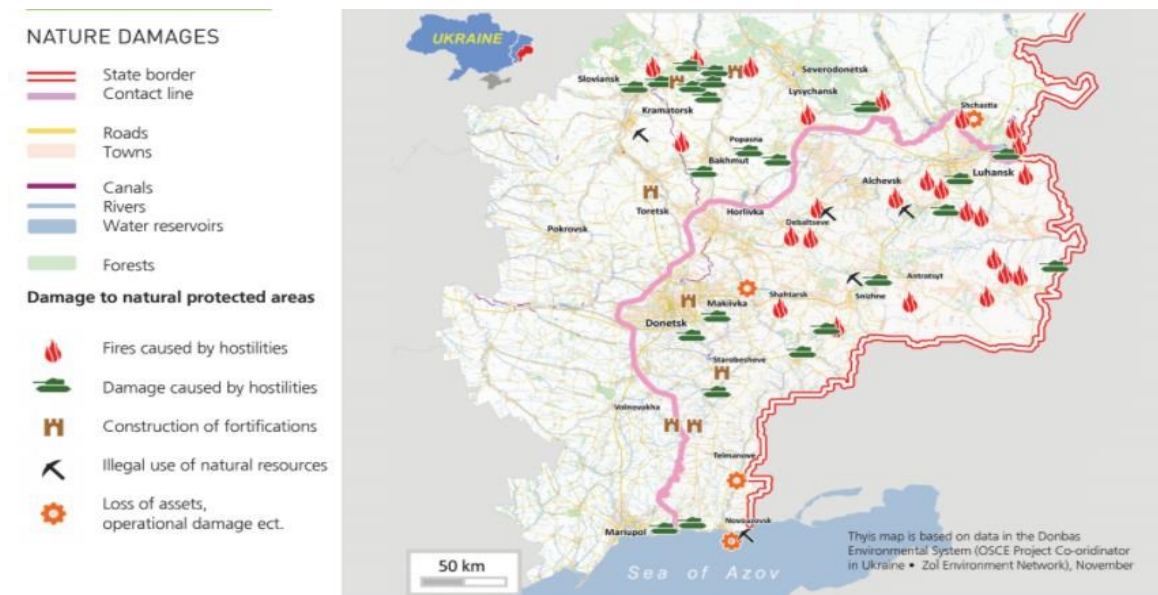 NATURE DAMAGES
State border
Contact line
Roads
Towns
Canals
Rivers
Water reservoirs
Forests
Damage to natural protected areas
Fires caused by hostilities
Damage caused by hostilities
Construction of fortifications
Illegal use of natural resources
Loss of assets,
operational damage ect.
UKRAINE
Sloviansk
Severodonetsk
Lysychansk
Kramatorsk
Shchastia
Popasna
Bakhmut
Alchevsk
Luhansk
Toretsk
Horlivka
Debaltseve
Pokrovsk
Antratsyt
Snizhne
Makiivka
Shahtarsk
Donetsk
Starobesheve
Volnovakha
Telmanove
Mariupol
Novoazovsk
Sea of Azov
50 km
Thyis map is based on data in the Donbas
Environmental System (OSCE Project Co-oridinator
in Ukraine • Zoï Environment Network), November